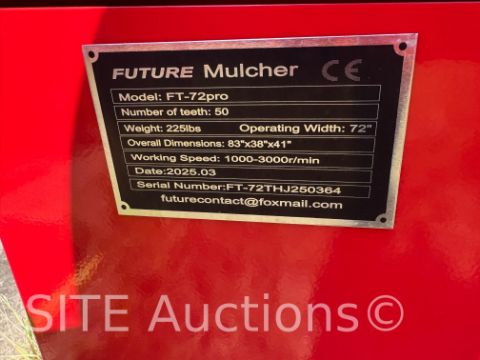 FUTURE Mulcher CE
Model: FT-72pro
Number of teeth: 50
Weight: 225lbs Operating Width: 72"
Overall Dimensions: 83"x38"x41"
Working Speed: 1000-3000r/min
Date:2025.03
Serial Number:FT-72THJ250364
futurecontact@foxmail.com
SITE Auctions©